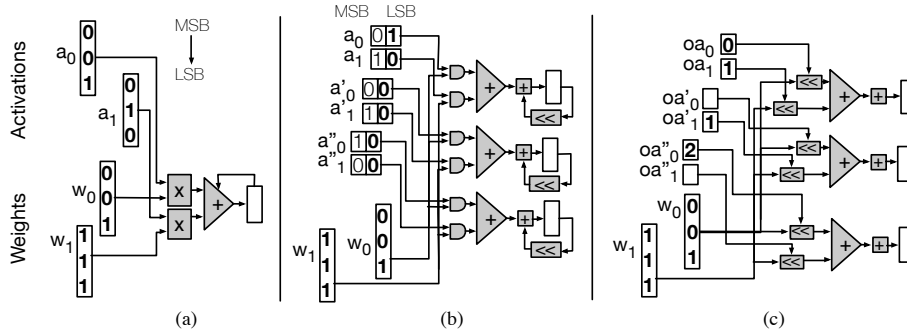 Activations
Weights
MSB
LSB
a0
0
0
1
a1
0
1
0
w0
0
0
1
w1
1
1
1
x
x
+
(a)
MSB LSB
a0 0 1
a1 1 0
a'0 0 0
a'1 1 0
a"0 1 0
a"1 0 0
w0
0
0
1
w1
1
1
1
+ + <<
+ + <<
+ + <<
(b)
oa0 0
oa1 1
oa'0
oa'1 1
oa"0 2
oa"1
w0
0
0
1
w1
1
1
1
<< << + +
<< << + +
<< << + +
(c)